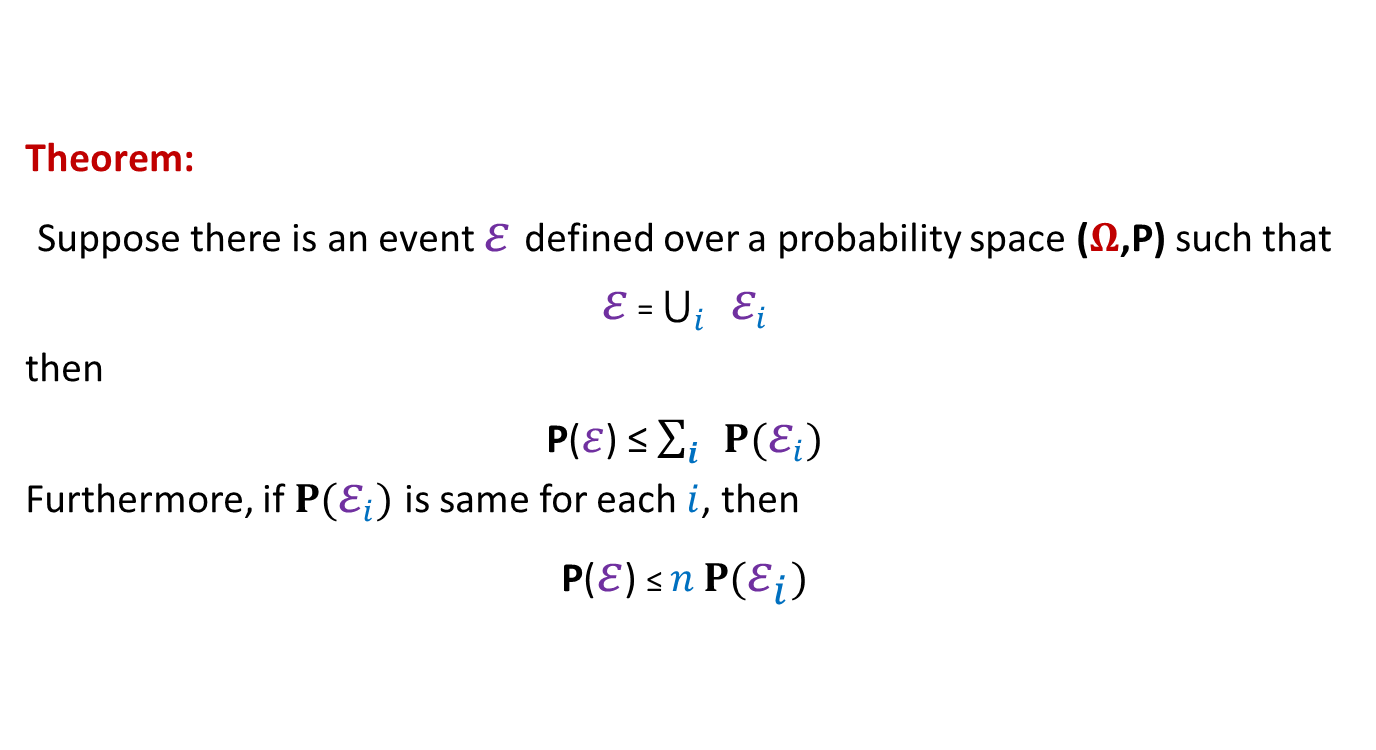 Theorem:
Suppose there is an event ℰ defined over a probability space (Ω,P) such that
ℰ = ⋃ᵢ ℰᵢ
then
P(ℰ) ≤ ∑ᵢ P(ℰᵢ)
Furthermore, if P(ℰᵢ) is same for each i, then
P(ℰ) ≤ n P(ℰᵢ)